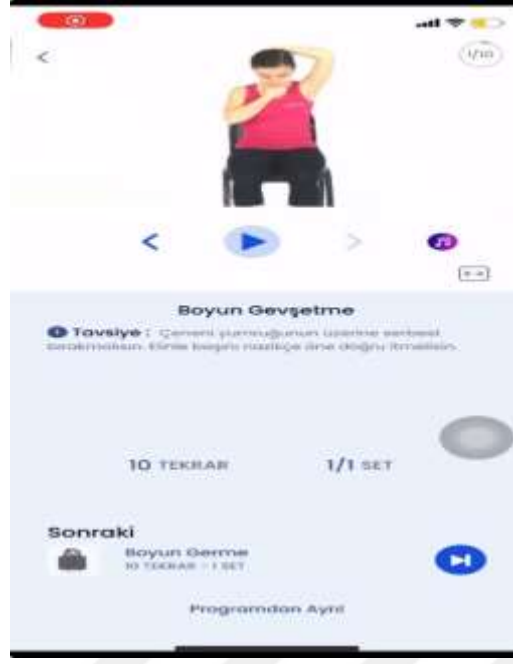 1/10
Boyun Gevşetme
Tavsiye : Çeneni yumruğunun üzerine serbest
bırakmalısın. Elinle başını nazikçe öne doğru itmelisin.
10 TEKRAR 1/1 SET
Sonraki
Boyun Germe
10 TEKRAR - 1 SET
Programdan Ayrıl